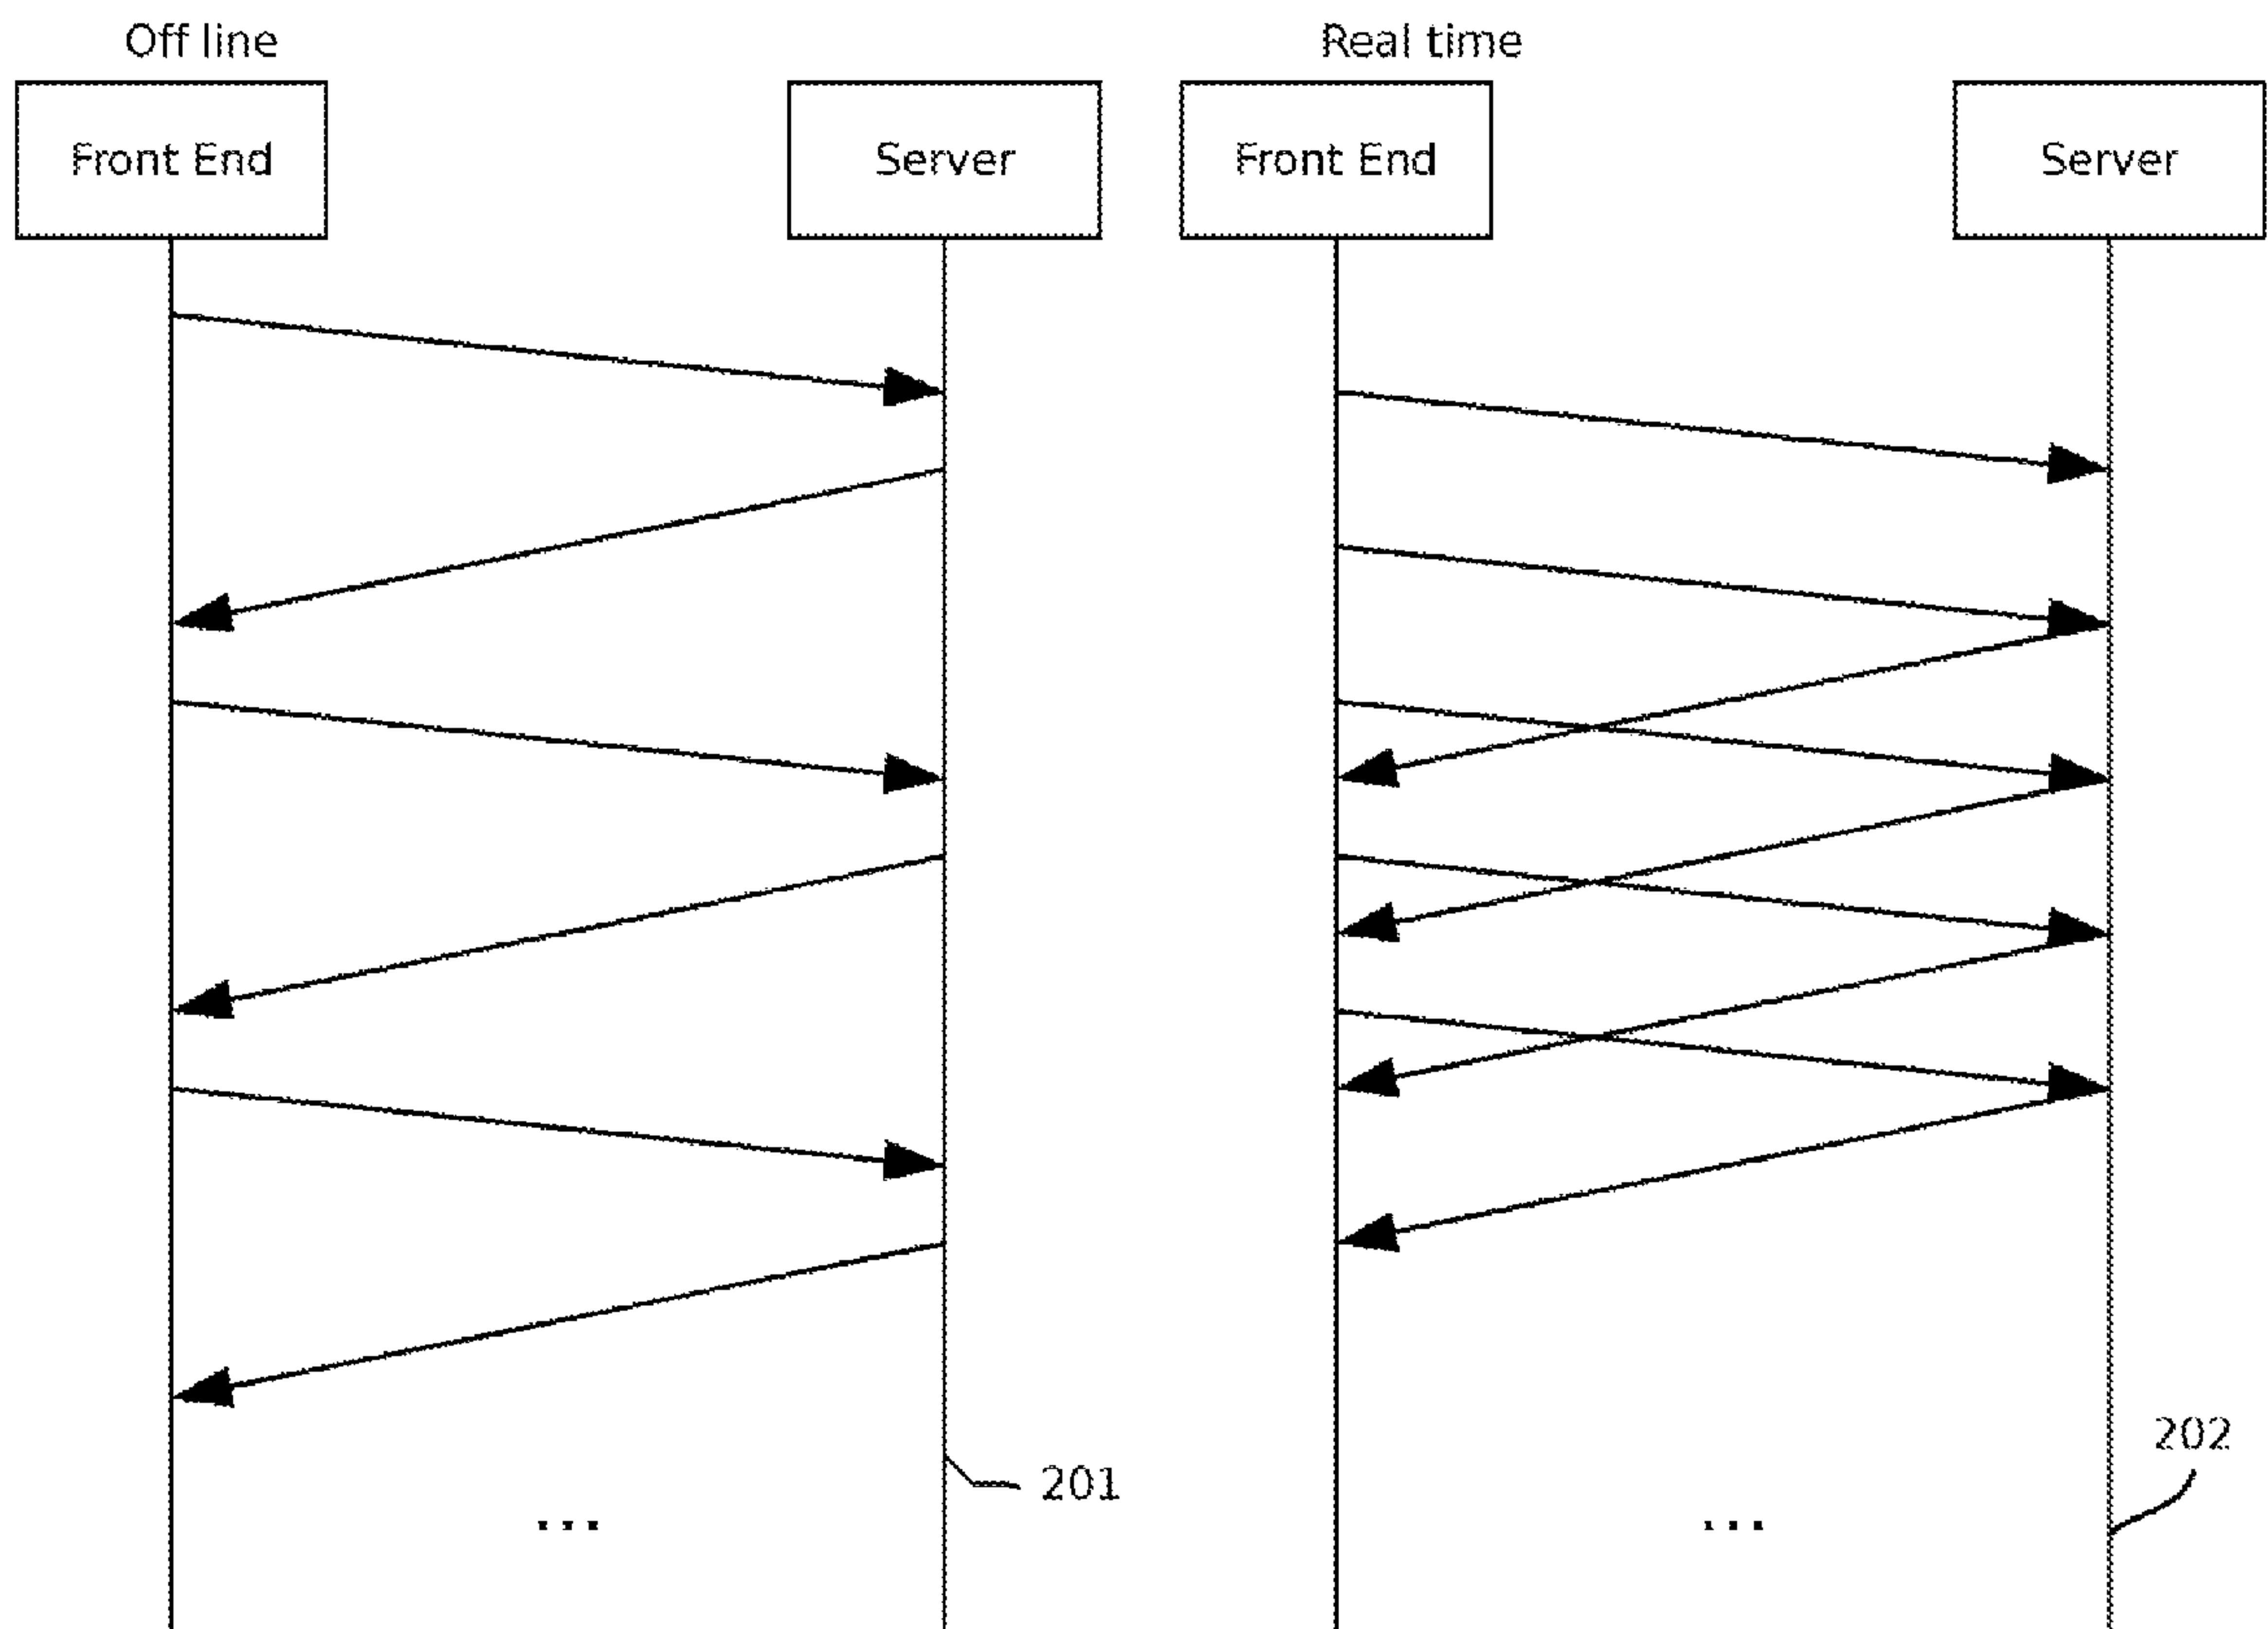 Off line
Real time
Front End
Server
Front End
Server
202
201
...
...